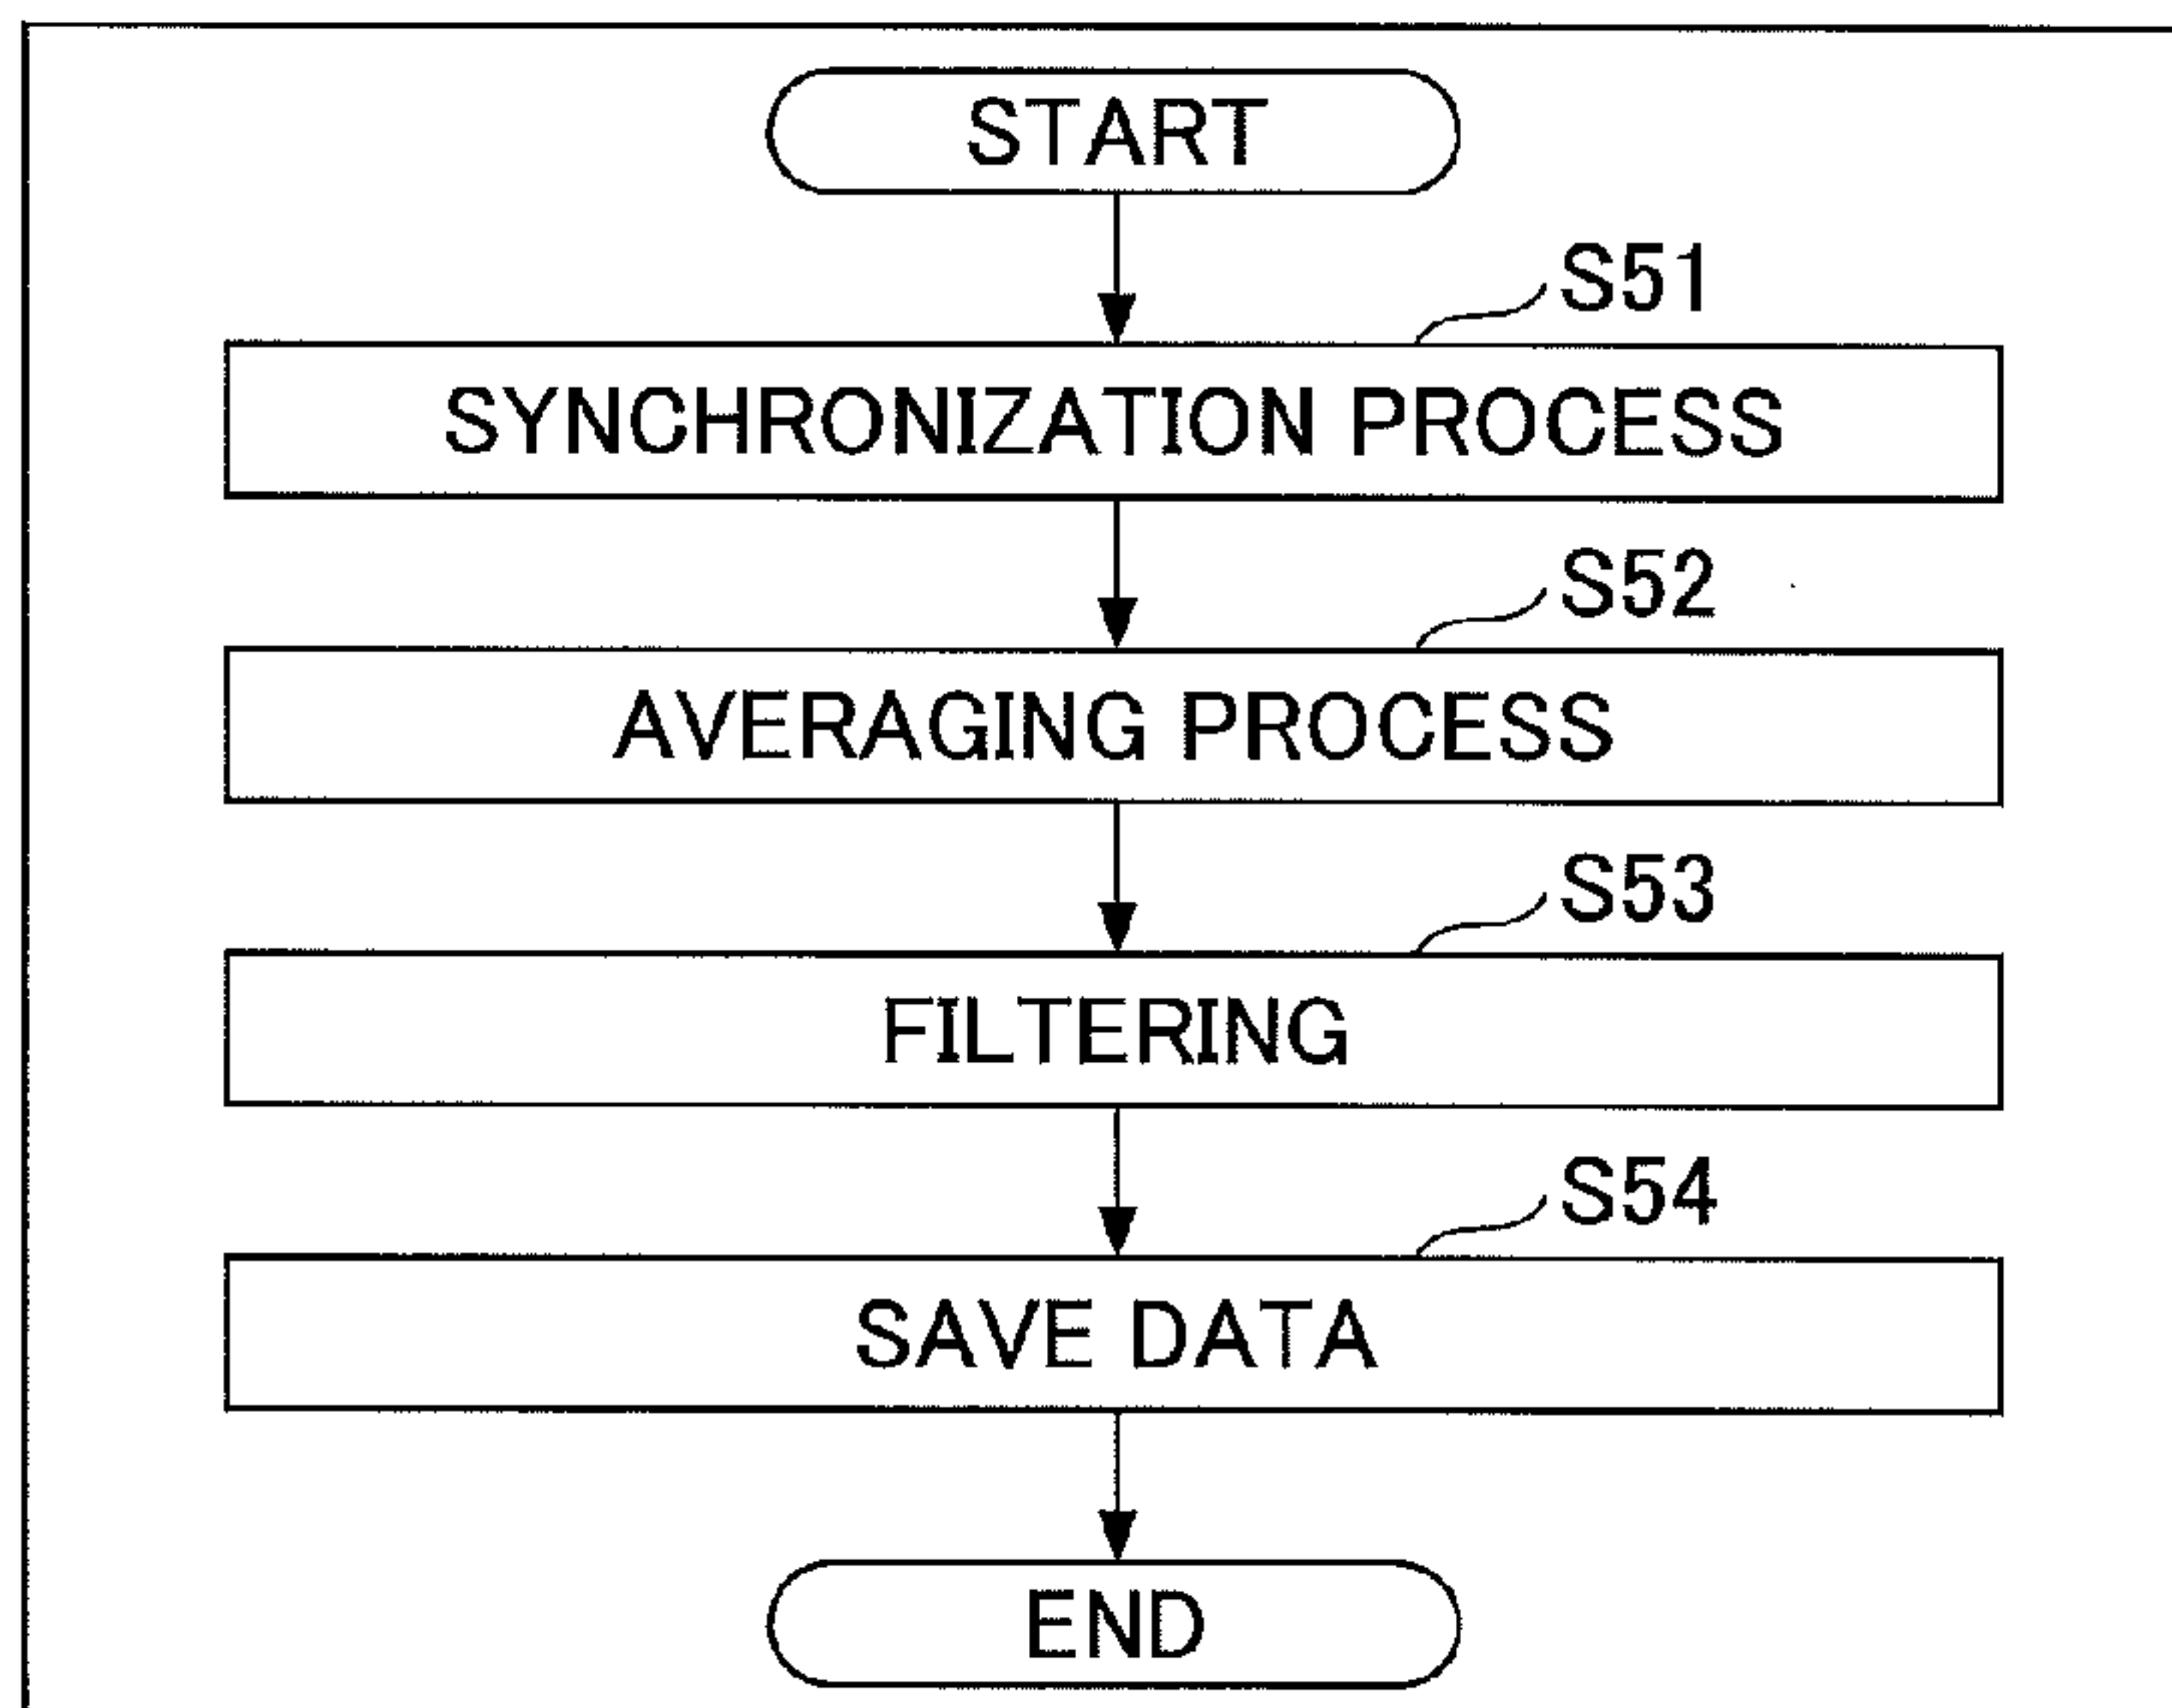 START
S51
SYNCHRONIZATION PROCESS
S52
AVERAGING PROCESS
S53
FILTERING
S54
SAVE DATA
END